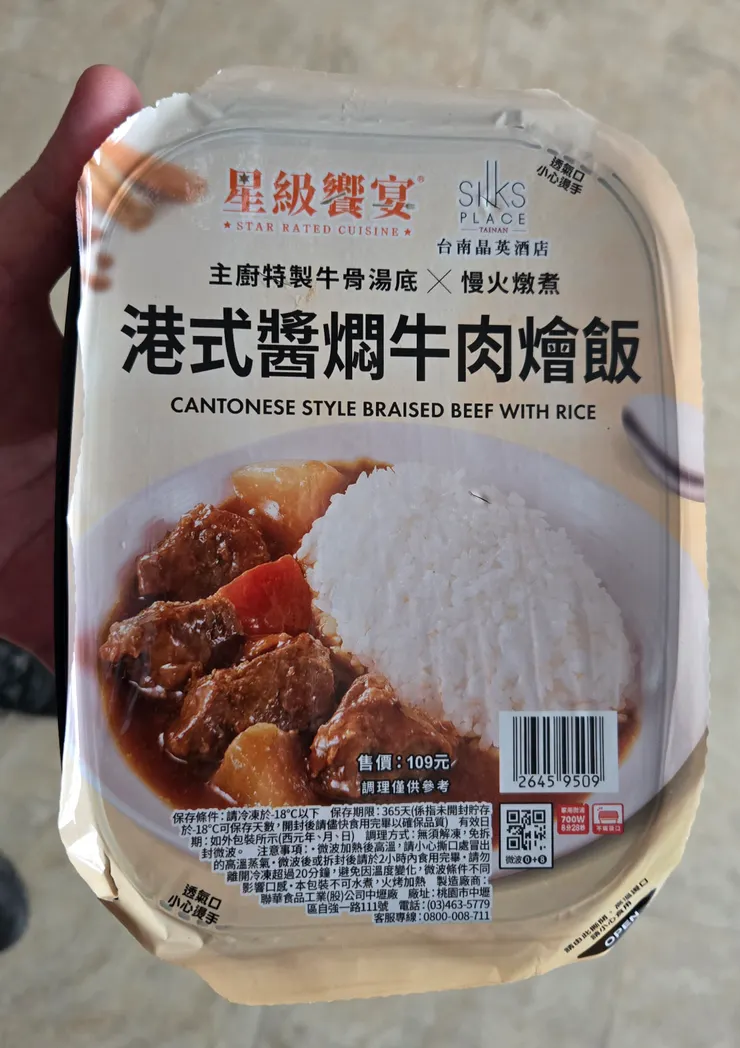 透氣口
小心燙手
星級饗宴®
★ STAR RATED CUISINE ★
SILKS
PLACE
TAINAN
台南晶英酒店
主廚特製牛骨湯底╳慢火燉煮
港式醬燜牛肉燴飯
CANTONESE STYLE BRAISED BEEF WITH RICE
售價：109元
調理僅供參考
2645 9509
保存條件：請冷凍於-18℃以下 保存期限：365天(係指未開封貯存
於-18℃可保存天數，開封後請儘快食用完畢以確保品質) 有效日
期：如外包裝所示(西元年、月、日) 調理方式：無須解凍，免拆
封微波。 注意事項：‧微波加熱後高溫，請小心撕口處冒出
的高溫蒸氣‧微波後或拆封後請於2小時內食用完畢‧請勿
離開冷凍超過20分鐘，避免因溫度變化，微波條件不同
影響口感‧本包裝不可水煮，火烤加熱 製造廠商：
聯華食品工業(股)公司中壢廠 廠址：桃園市中壢
區自強一路111號 電話：(03)463-5779
客服專線：0800-008-711
微波0+8
700W
6分28秒
透氣口
小心燙手
OPEN